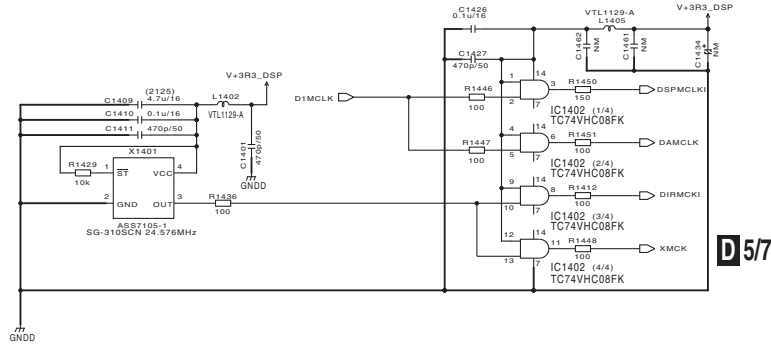 C1426
0.1u/16
VTL1129-A
L1405
V+3R3_DSP
C1462
NM
C1461
NM
C1434
NM
C1427
470p/50
V+3R3_DSP
(2125)
C1409
4.7u/16
C1410
0.1u/16
C1411
470p/50
L1402
VTL1129-A
C1401
470p/50
GNDD
D1MCLK
R1446
100
1
2
14
3
7
R1450
150
DSPMCLKI
IC1402 (1/4)
TC74VHC08FK
R1447
100
4
5
14
6
7
R1451
100
DAMCLK
IC1402 (2/4)
TC74VHC08FK
X1401
R1429
10k
1
ST
VCC
4
2
GND
OUT
3
ASS7105-1
SG-310SCN 24.576MHz
R1436
100
9
10
14
8
7
R1412
100
DIRMCKI
IC1402 (3/4)
TC74VHC08FK
12
13
14
11
7
R1448
100
XMCK
IC1402 (4/4)
TC74VHC08FK
D 5/7
GNDD